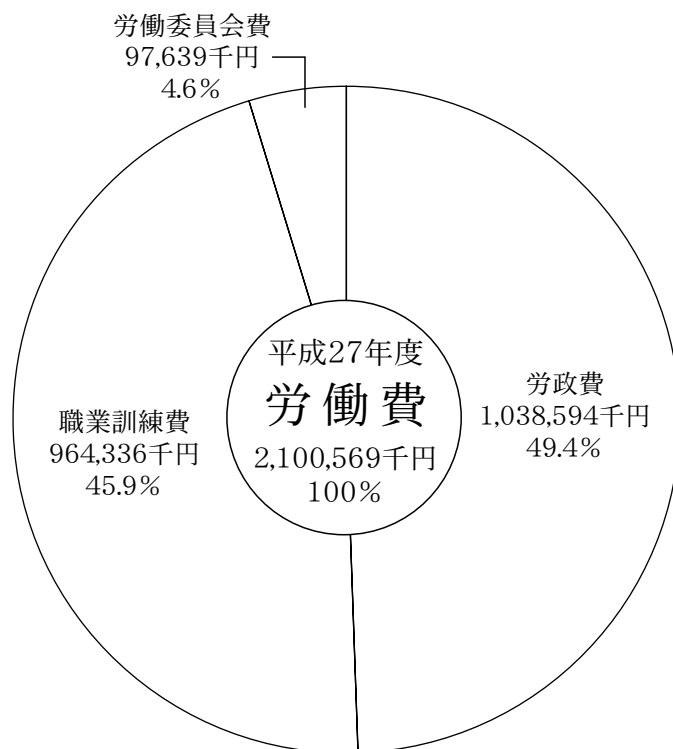 労働委員会費
97,639千円
4.6%
平成27年度
労働費
2,100,569千円
100%
労政費
1,038,594千円
49.4%
職業訓練費
964,336千円
45.9%